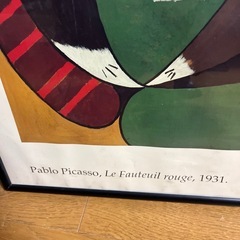 Pablo Picasso, Le Fauteuil rouge, 1931.